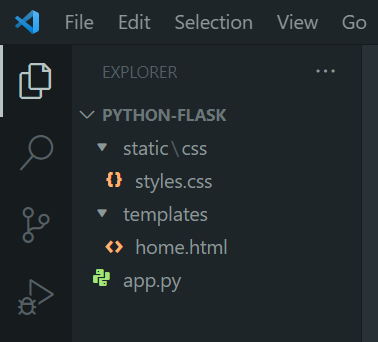 File Edit Selection View Go
EXPLORER
PYTHON-FLASK
static\css
styles.css
templates
home.html
app.py